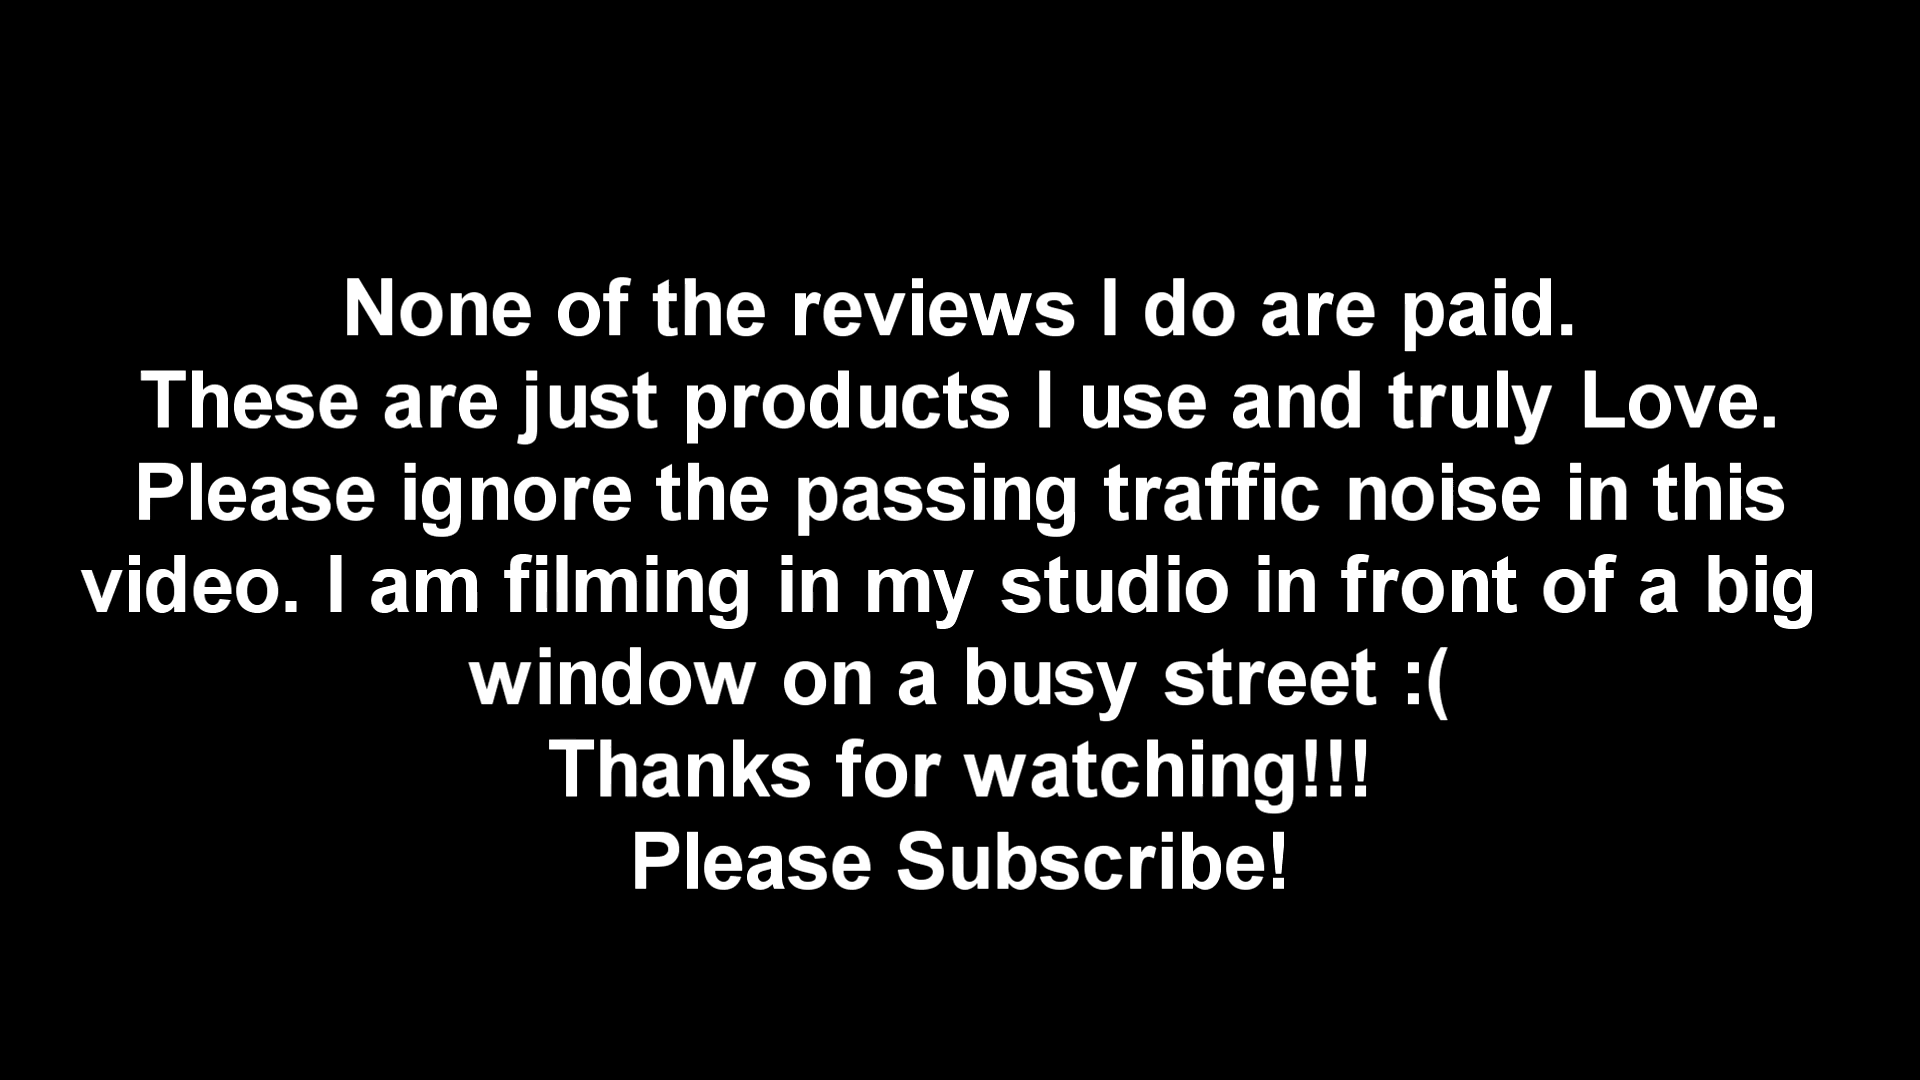 None of the reviews I do are paid.
These are just products I use and truly Love.
Please ignore the passing traffic noise in this
video. I am filming in my studio in front of a big
window on a busy street :(
Thanks for watching!!!
Please Subscribe!